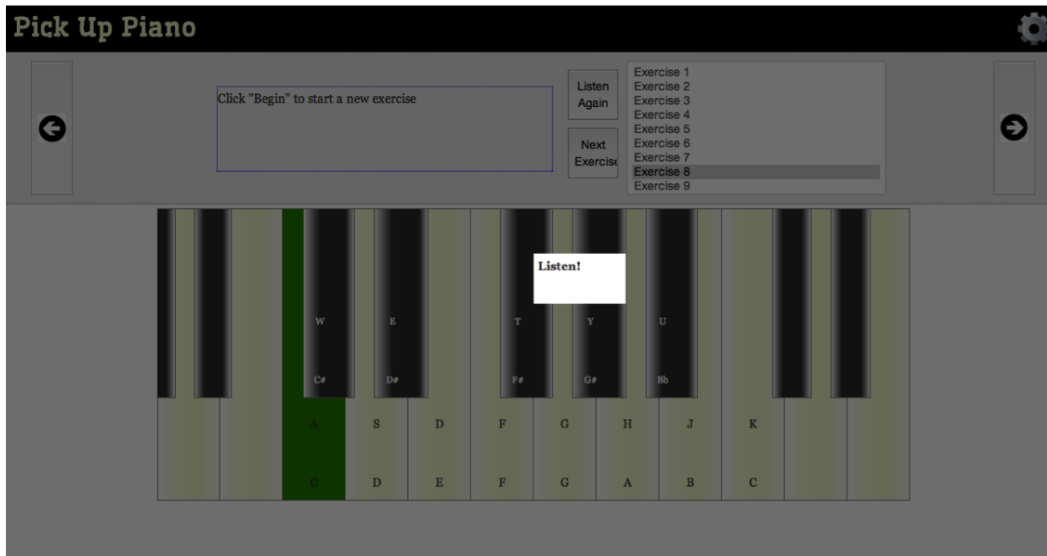 Pick Up Piano
Click "Begin" to start a new exercise
Listen
Again
Next
Exercise
Exercise 1
Exercise 2
Exercise 3
Exercise 4
Exercise 5
Exercise 6
Exercise 7
Exercise 8
Exercise 9
Listen!
W E T Y U
C# D# F# G# Bb
A S D F G H J K
C D E F G A B C